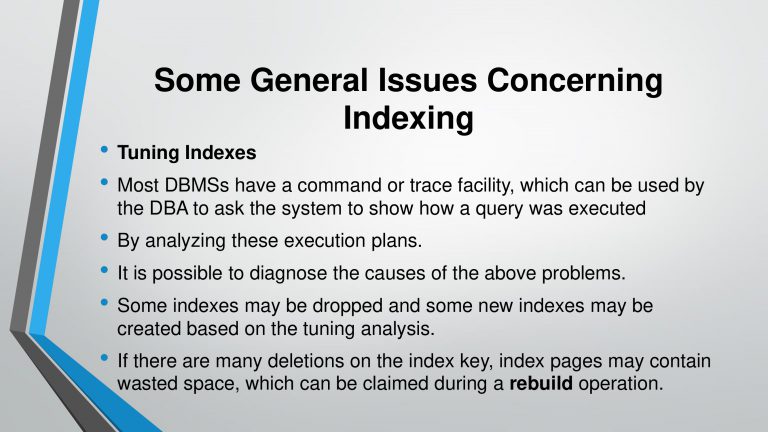 Some General Issues Concerning
Indexing
• Tuning Indexes
• Most DBMSs have a command or trace facility, which can be used by
the DBA to ask the system to show how a query was executed
• By analyzing these execution plans.
• It is possible to diagnose the causes of the above problems.
• Some indexes may be dropped and some new indexes may be
created based on the tuning analysis.
• If there are many deletions on the index key, index pages may contain
wasted space, which can be claimed during a rebuild operation.